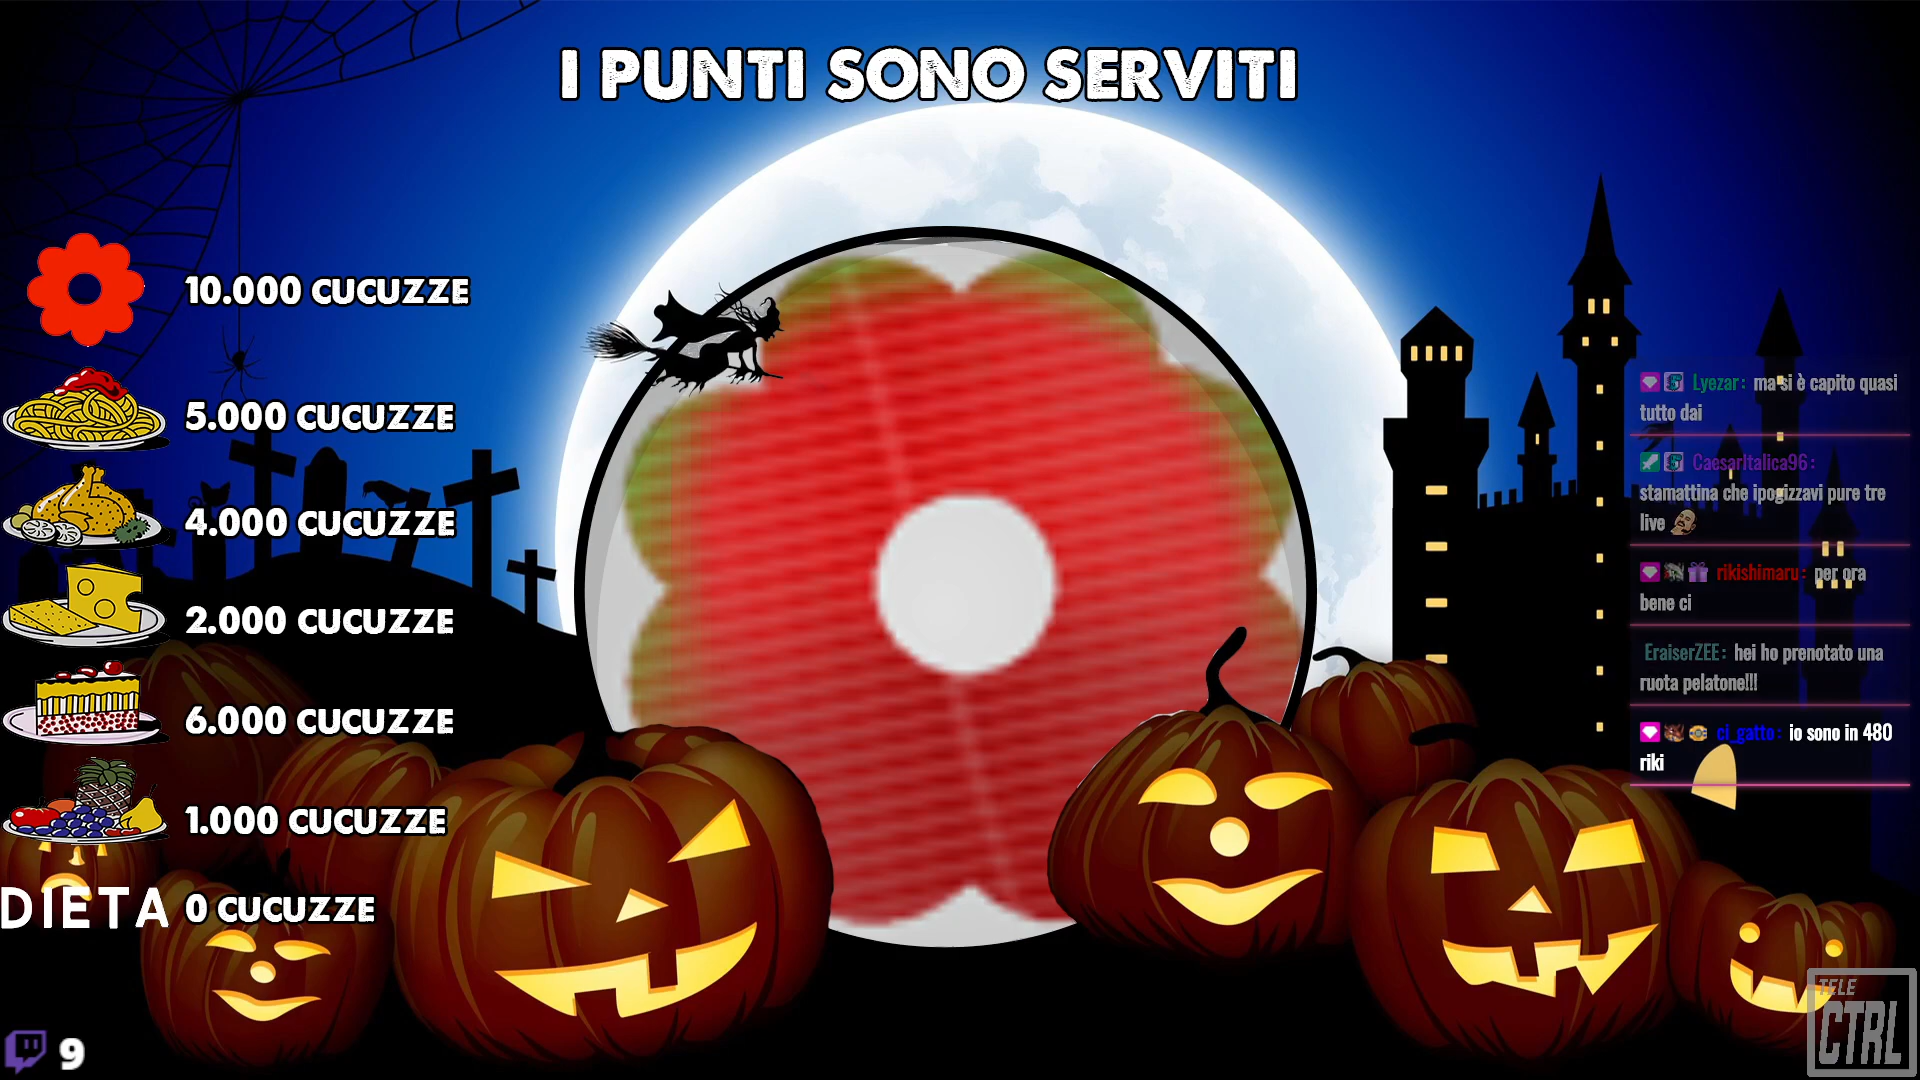 I PUNTI SONO SERVITI
10.000 CUCUZZE
5.000 CUCUZZE
4.000 CUCUZZE
2.000 CUCUZZE
6.000 CUCUZZE
1.000 CUCUZZE
DIETA 0 CUCUZZE
9
Lyezar: ma si è capito quasi
tutto dai
CaesarItalica96:
stamattina che ipogizzavi pure tre
live
rikishimaru: per ora
bene ci
EraiserZEE: hei ho prenotato una
ruota pelatone!!!
ci_gatto: io sono in 480
riki
TELE
CTRL